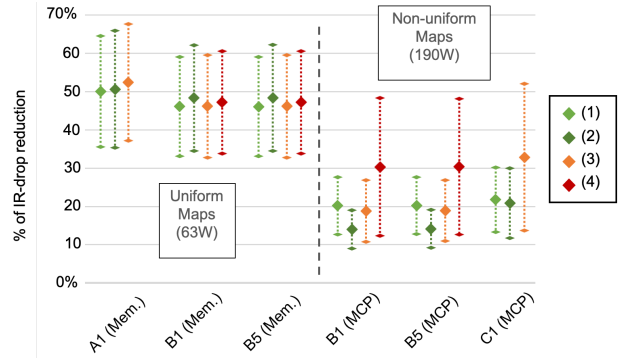 70%
60
50
40
30
20
10
0%
% of IR-drop reduction
Uniform
Maps
(63W)
Non-uniform
Maps
(190W)
(1)
(2)
(3)
(4)
A1 (Mem.)
B1 (Mem.)
B5 (Mem.)
B1 (MCP)
B5 (MCP)
C1 (MCP)